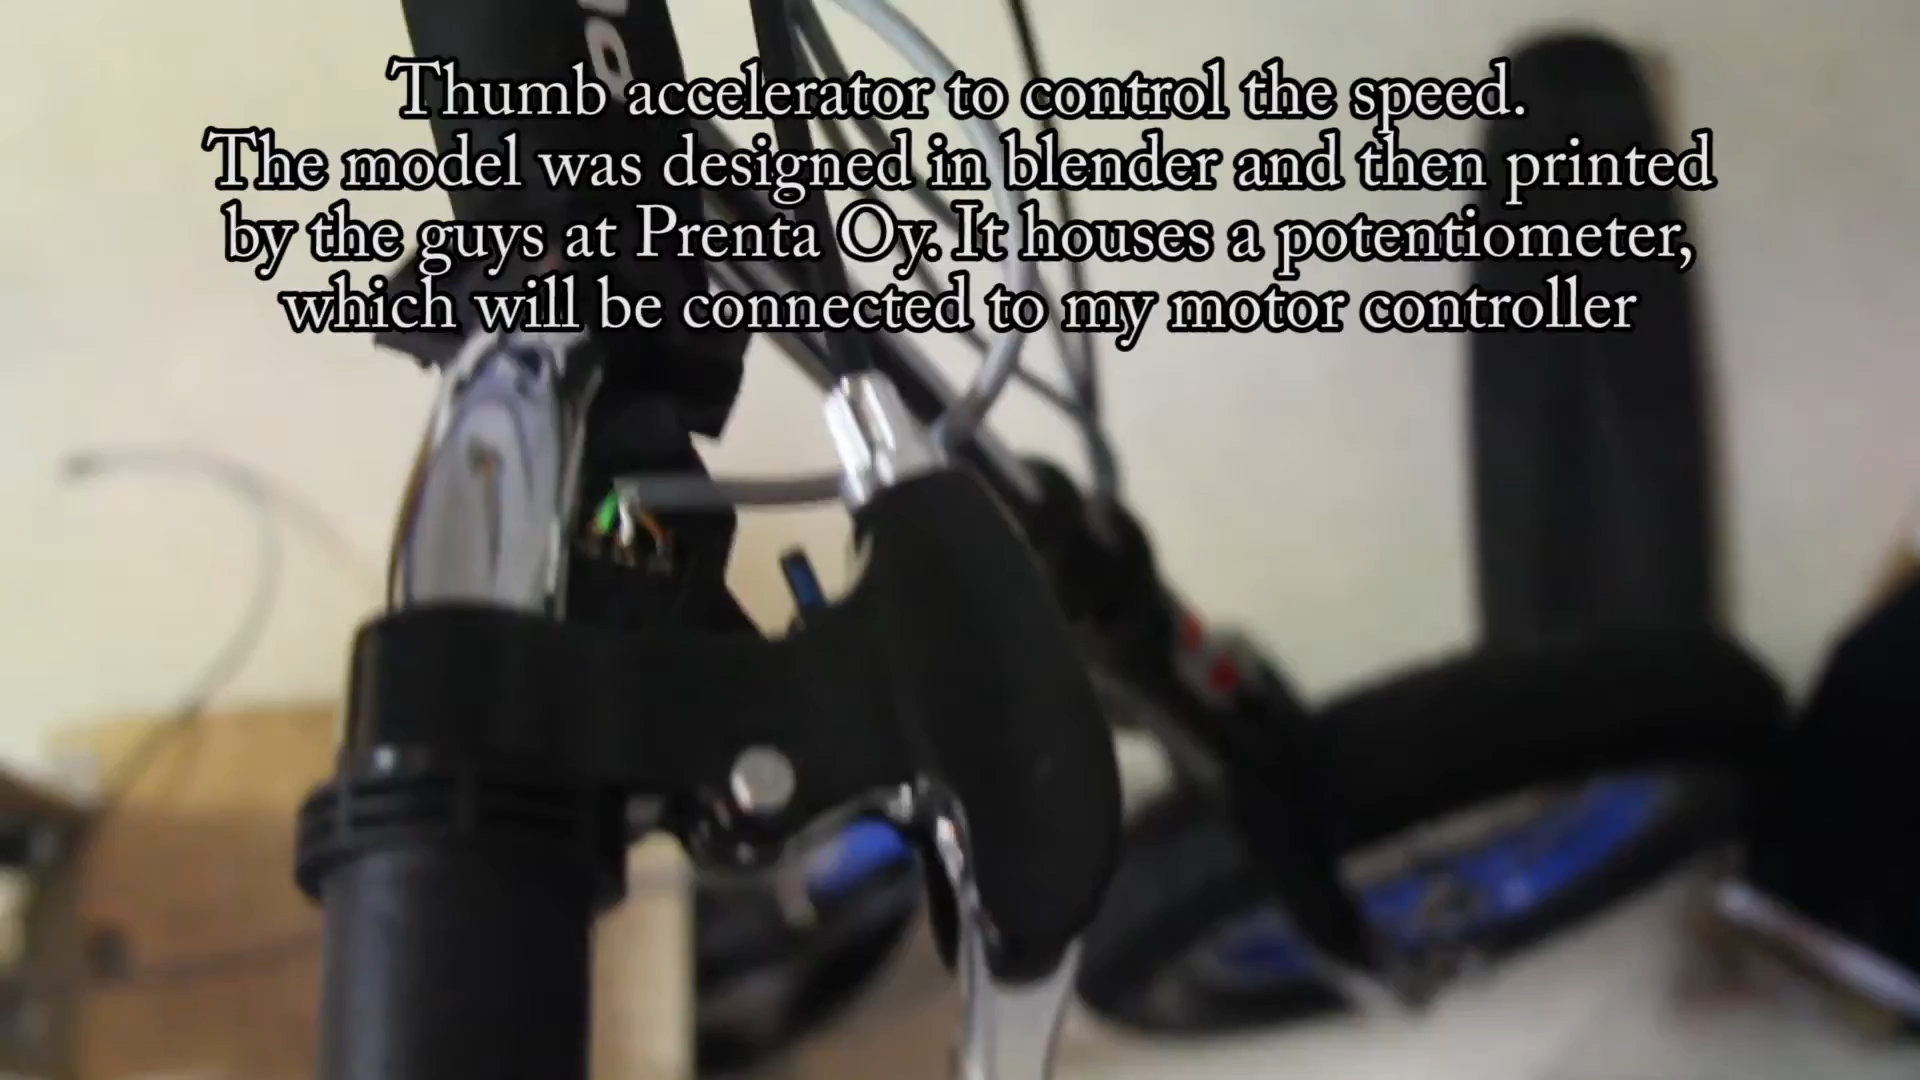 Thumb accelerator to control the speed.
The model was designed in blender and then printed
by the guys at Prenta Oy. It houses a potentiometer,
which will be connected to my motor controller